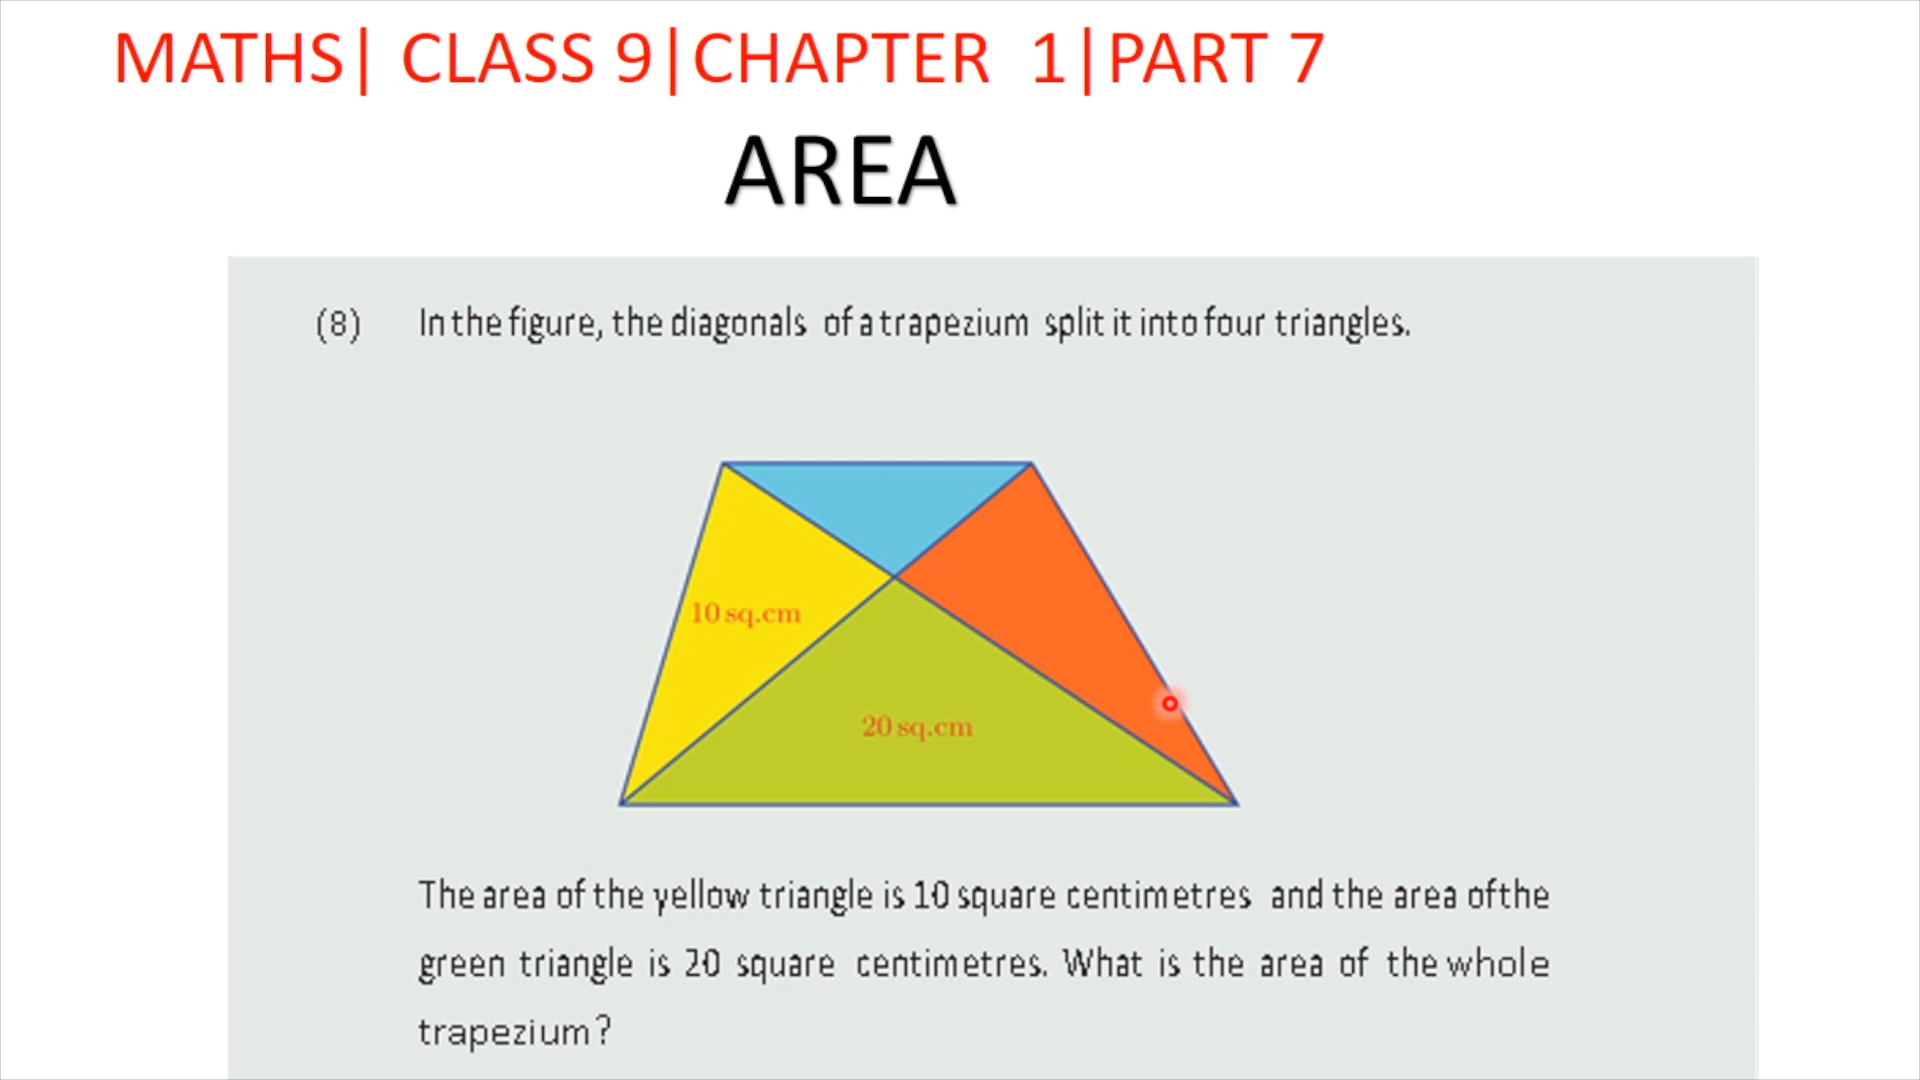 MATHS| CLASS 9|CHAPTER 1|PART 7
AREA
(8) In the figure, the diagonals of a trapezium split it into four triangles.
10 sq.cm
20 sq.cm
The area of the yellow triangle is 10 square centimetres and the area of the
green triangle is 20 square centimetres. What is the area of the whole
trapezium?